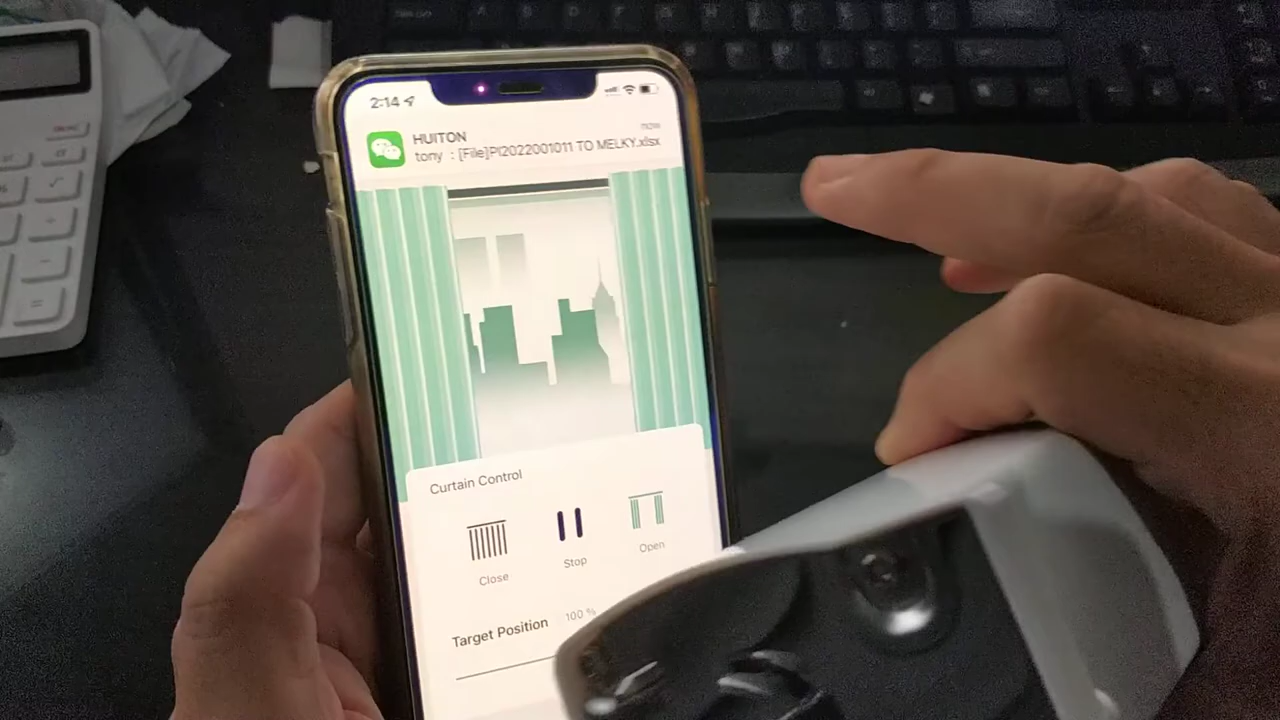 2:14
HUITON
now
tony : [File]PI2022001011 TO MELKY.xlsx
Curtain Control
Close
Stop
Open
Target Position
100 %